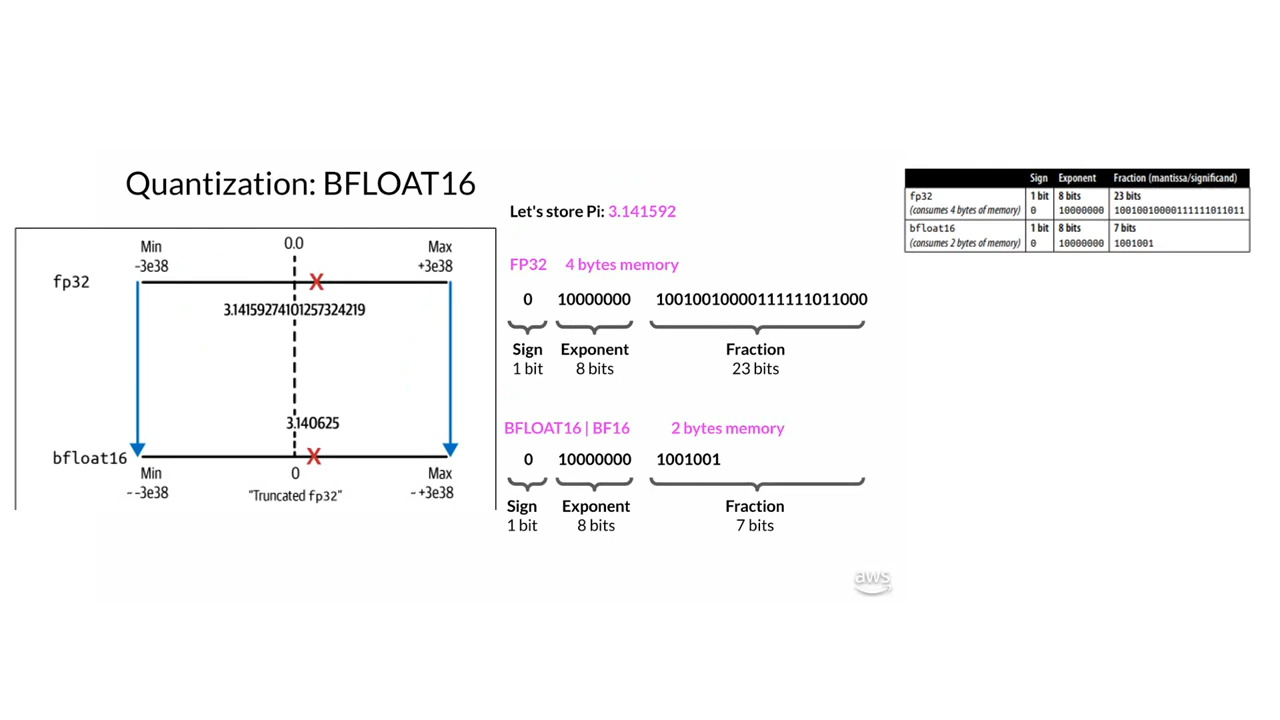 Quantization: BFLOAT16
Min
-3e38
0.0
Max
+3e38
fp32
X
3.14159274101257324219
3.140625
bfloat16
X
Min
~-3e38
0
"Truncated fp32"
Max
~+3e38
Let's store Pi: 3.141592
FP32 4 bytes memory
0 10000000 10010010000111111011000
Sign Exponent Fraction
1 bit 8 bits 23 bits
BFLOAT16 | BF16 2 bytes memory
0 10000000 1001001
Sign Exponent Fraction
1 bit 8 bits 7 bits
aws
Sign Exponent Fraction (mantissa/significand)
fp32 1 bit 8 bits 23 bits
(consumes 4 bytes of memory) 0 10000000 10010010000111111011011
bfloat16 1 bit 8 bits 7 bits
(consumes 2 bytes of memory) 0 10000000 1001001